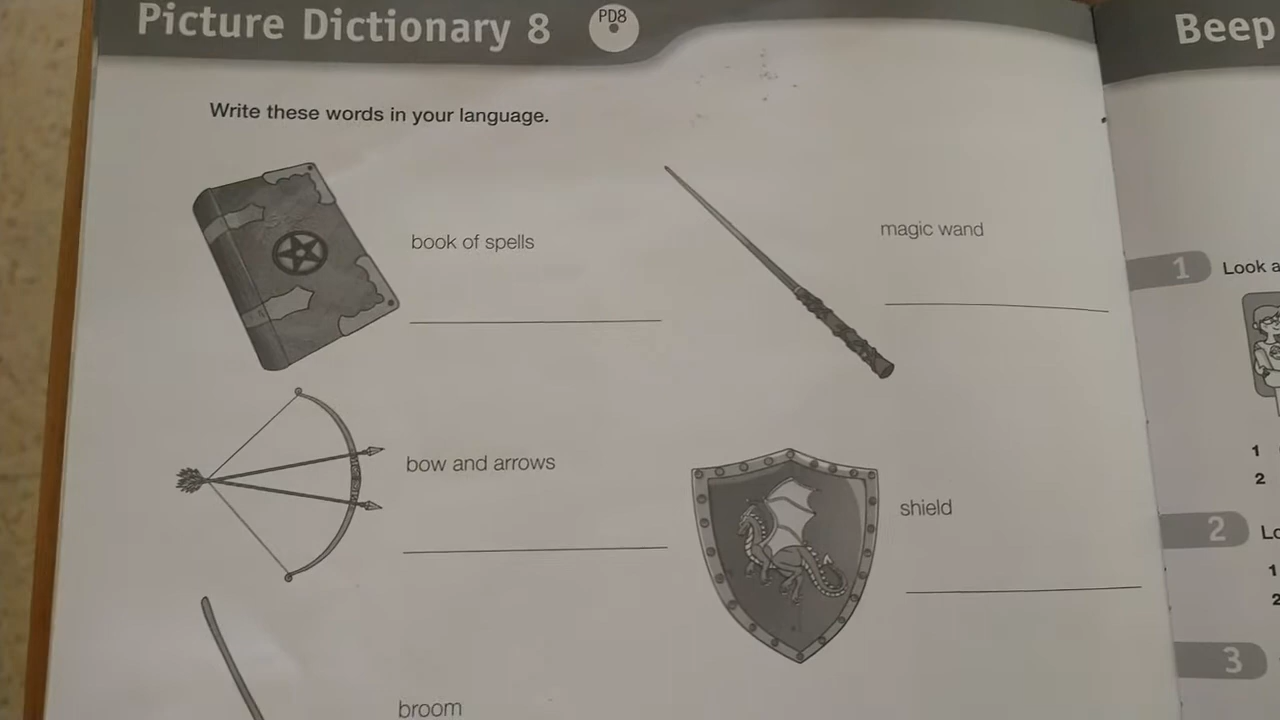 Picture Dictionary 8
PD8
Write these words in your language.
book of spells
magic wand
bow and arrows
shield
broom
Beep
1
Look a
1
2
2
Lo
1
2
3